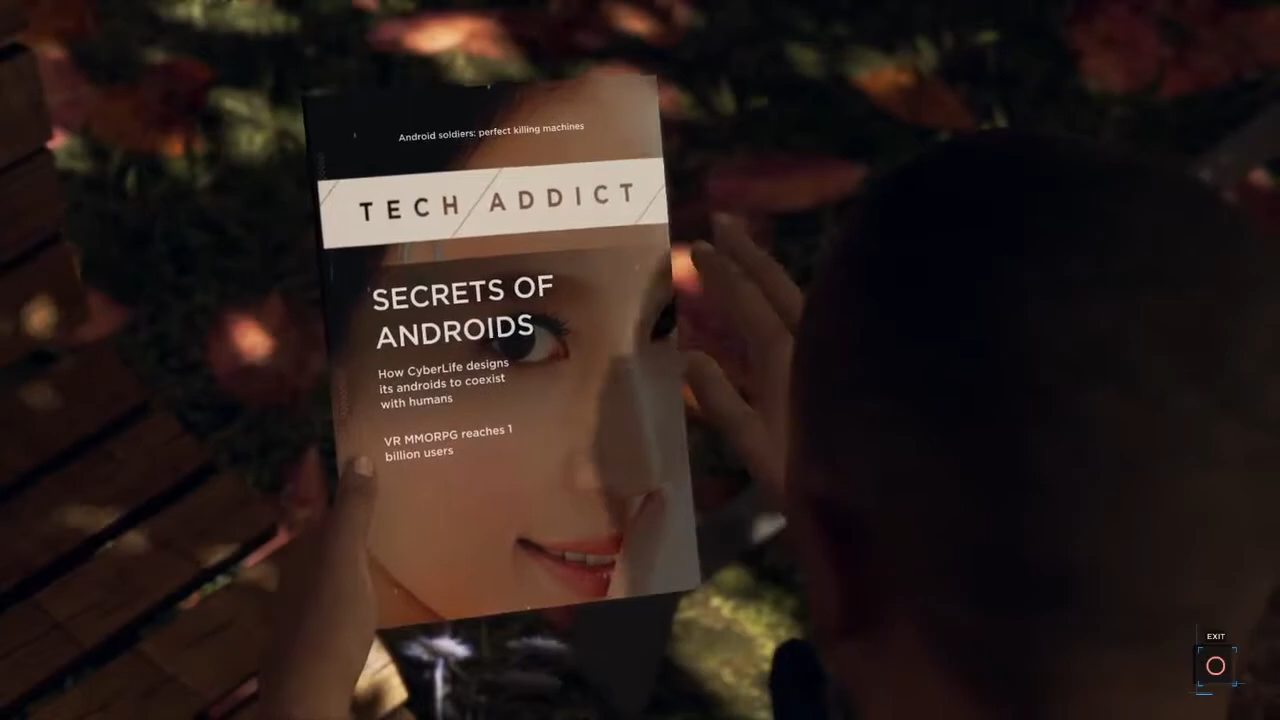 Android soldiers: perfect killing machines
TECH ADDICT
SECRETS OF
ANDROIDS
How CyberLife designs
its androids to coexist
with humans
VR MMORPG reaches 1
billion users
EXIT